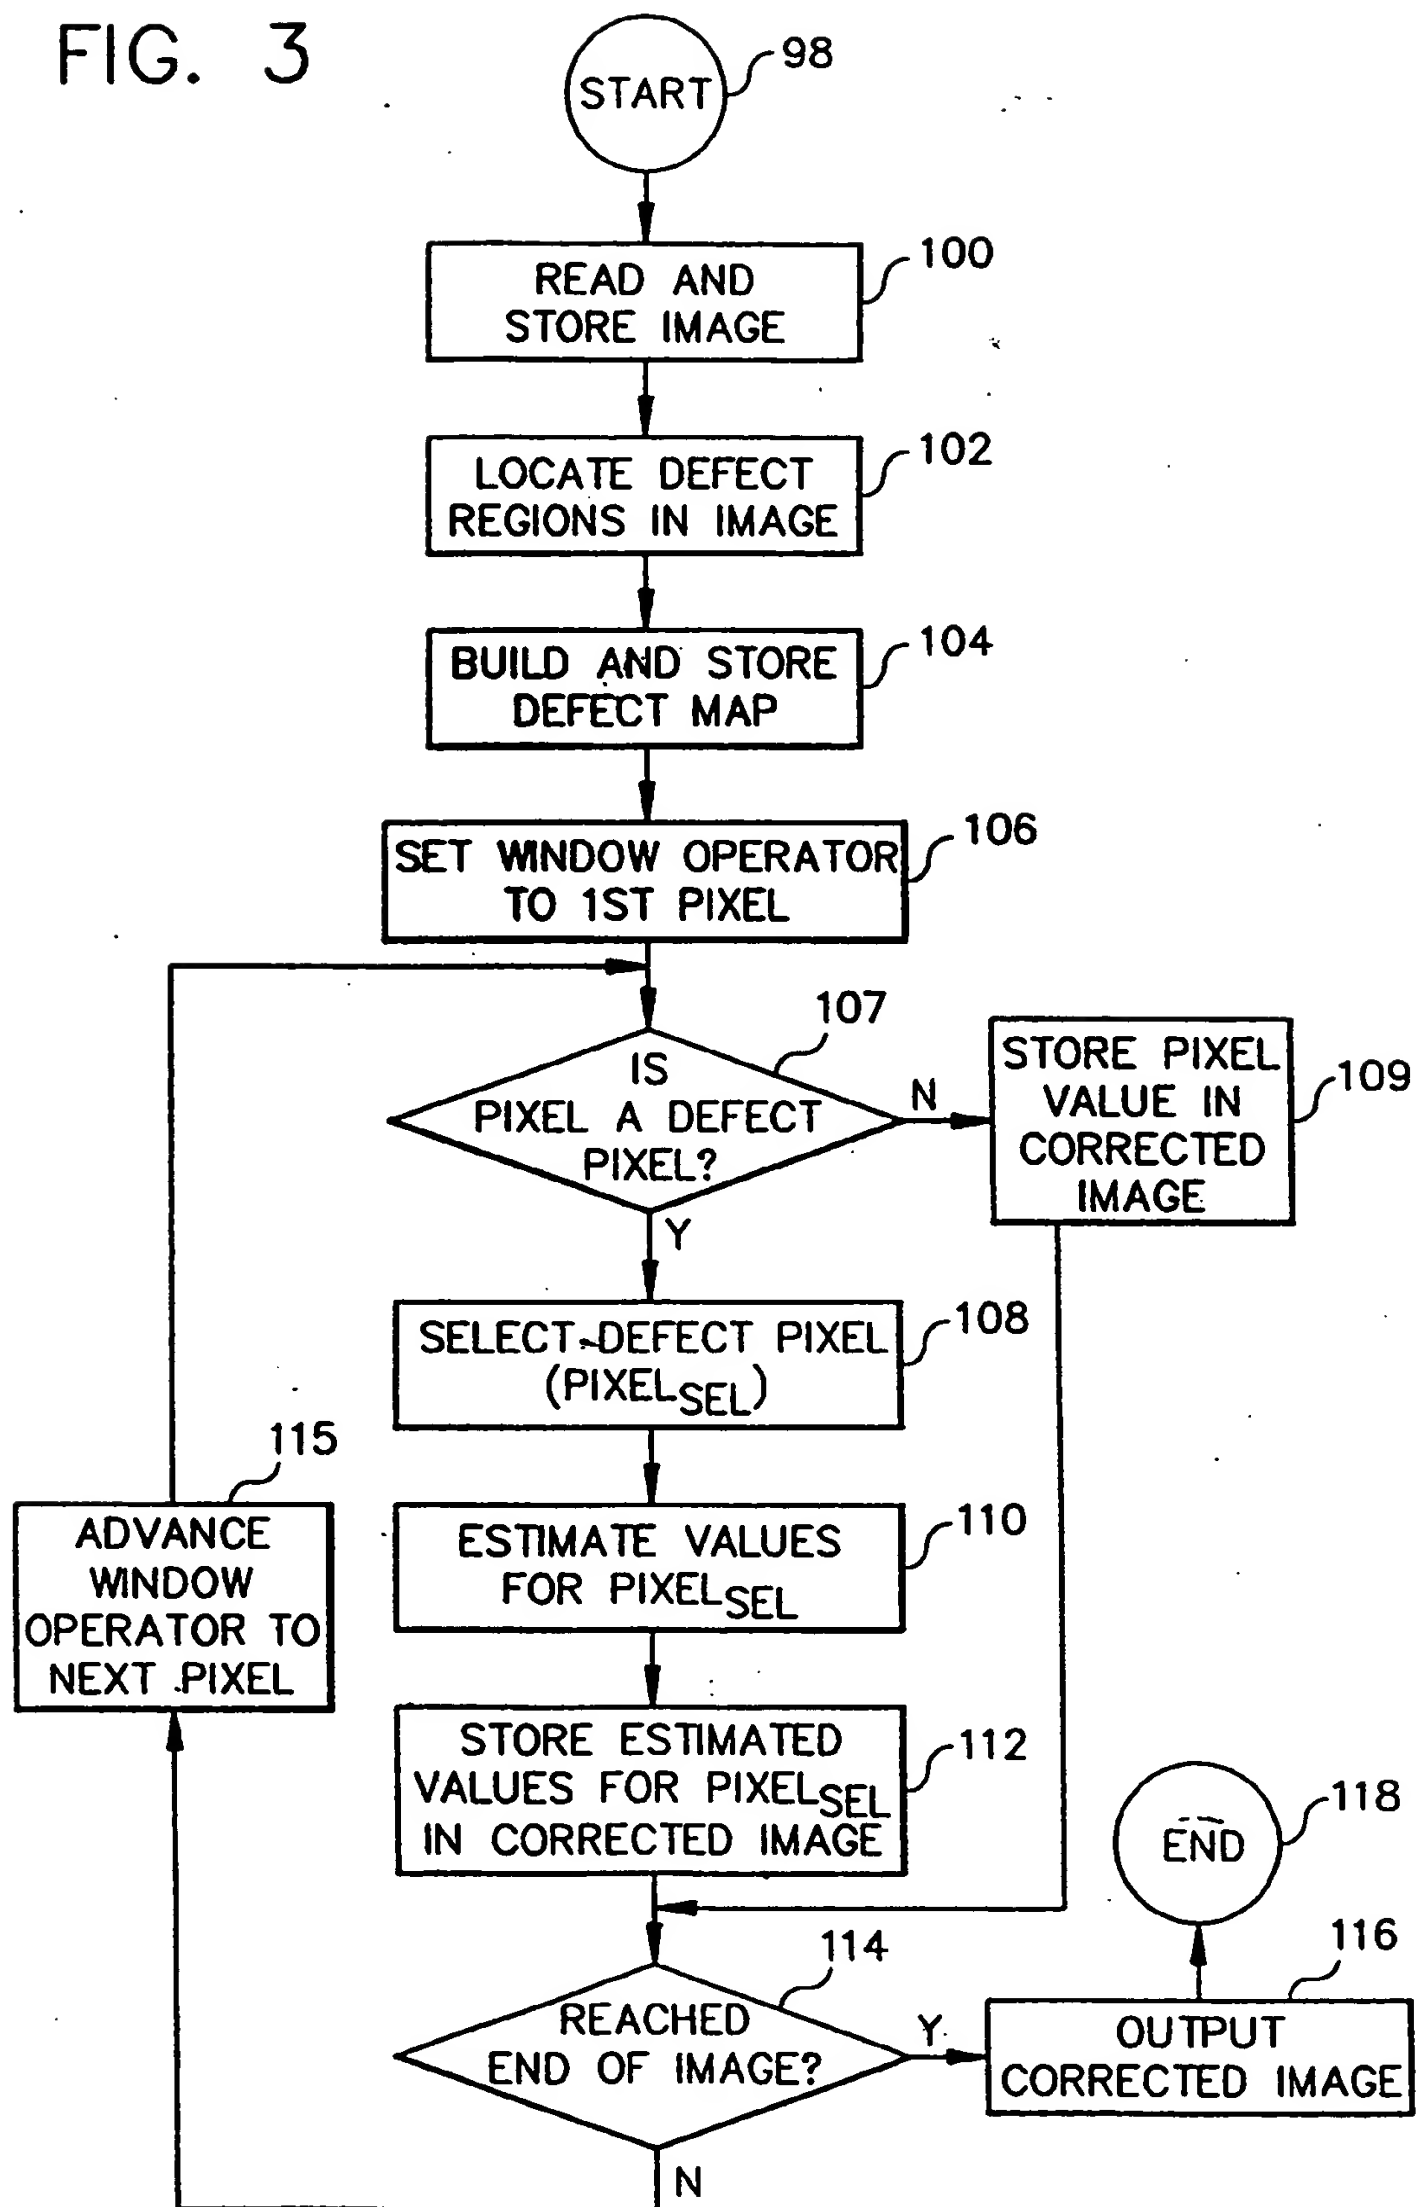 FIG. 3
START
98
READ AND
STORE IMAGE
100
LOCATE DEFECT
REGIONS IN IMAGE
102
BUILD AND STORE
DEFECT MAP
104
SET WINDOW OPERATOR
TO 1ST PIXEL
106
IS
PIXEL A DEFECT
PIXEL?
107
N
STORE PIXEL
VALUE IN
CORRECTED
IMAGE
109
Y
SELECT DEFECT PIXEL
(PIXEL_SEL)
108
115
ADVANCE
WINDOW
OPERATOR TO
NEXT PIXEL
ESTIMATE VALUES
FOR PIXEL_SEL
110
STORE ESTIMATED
VALUES FOR PIXEL_SEL
IN CORRECTED IMAGE
112
END
118
REACHED
END OF IMAGE?
114
Y
OUTPUT
CORRECTED IMAGE
116
N